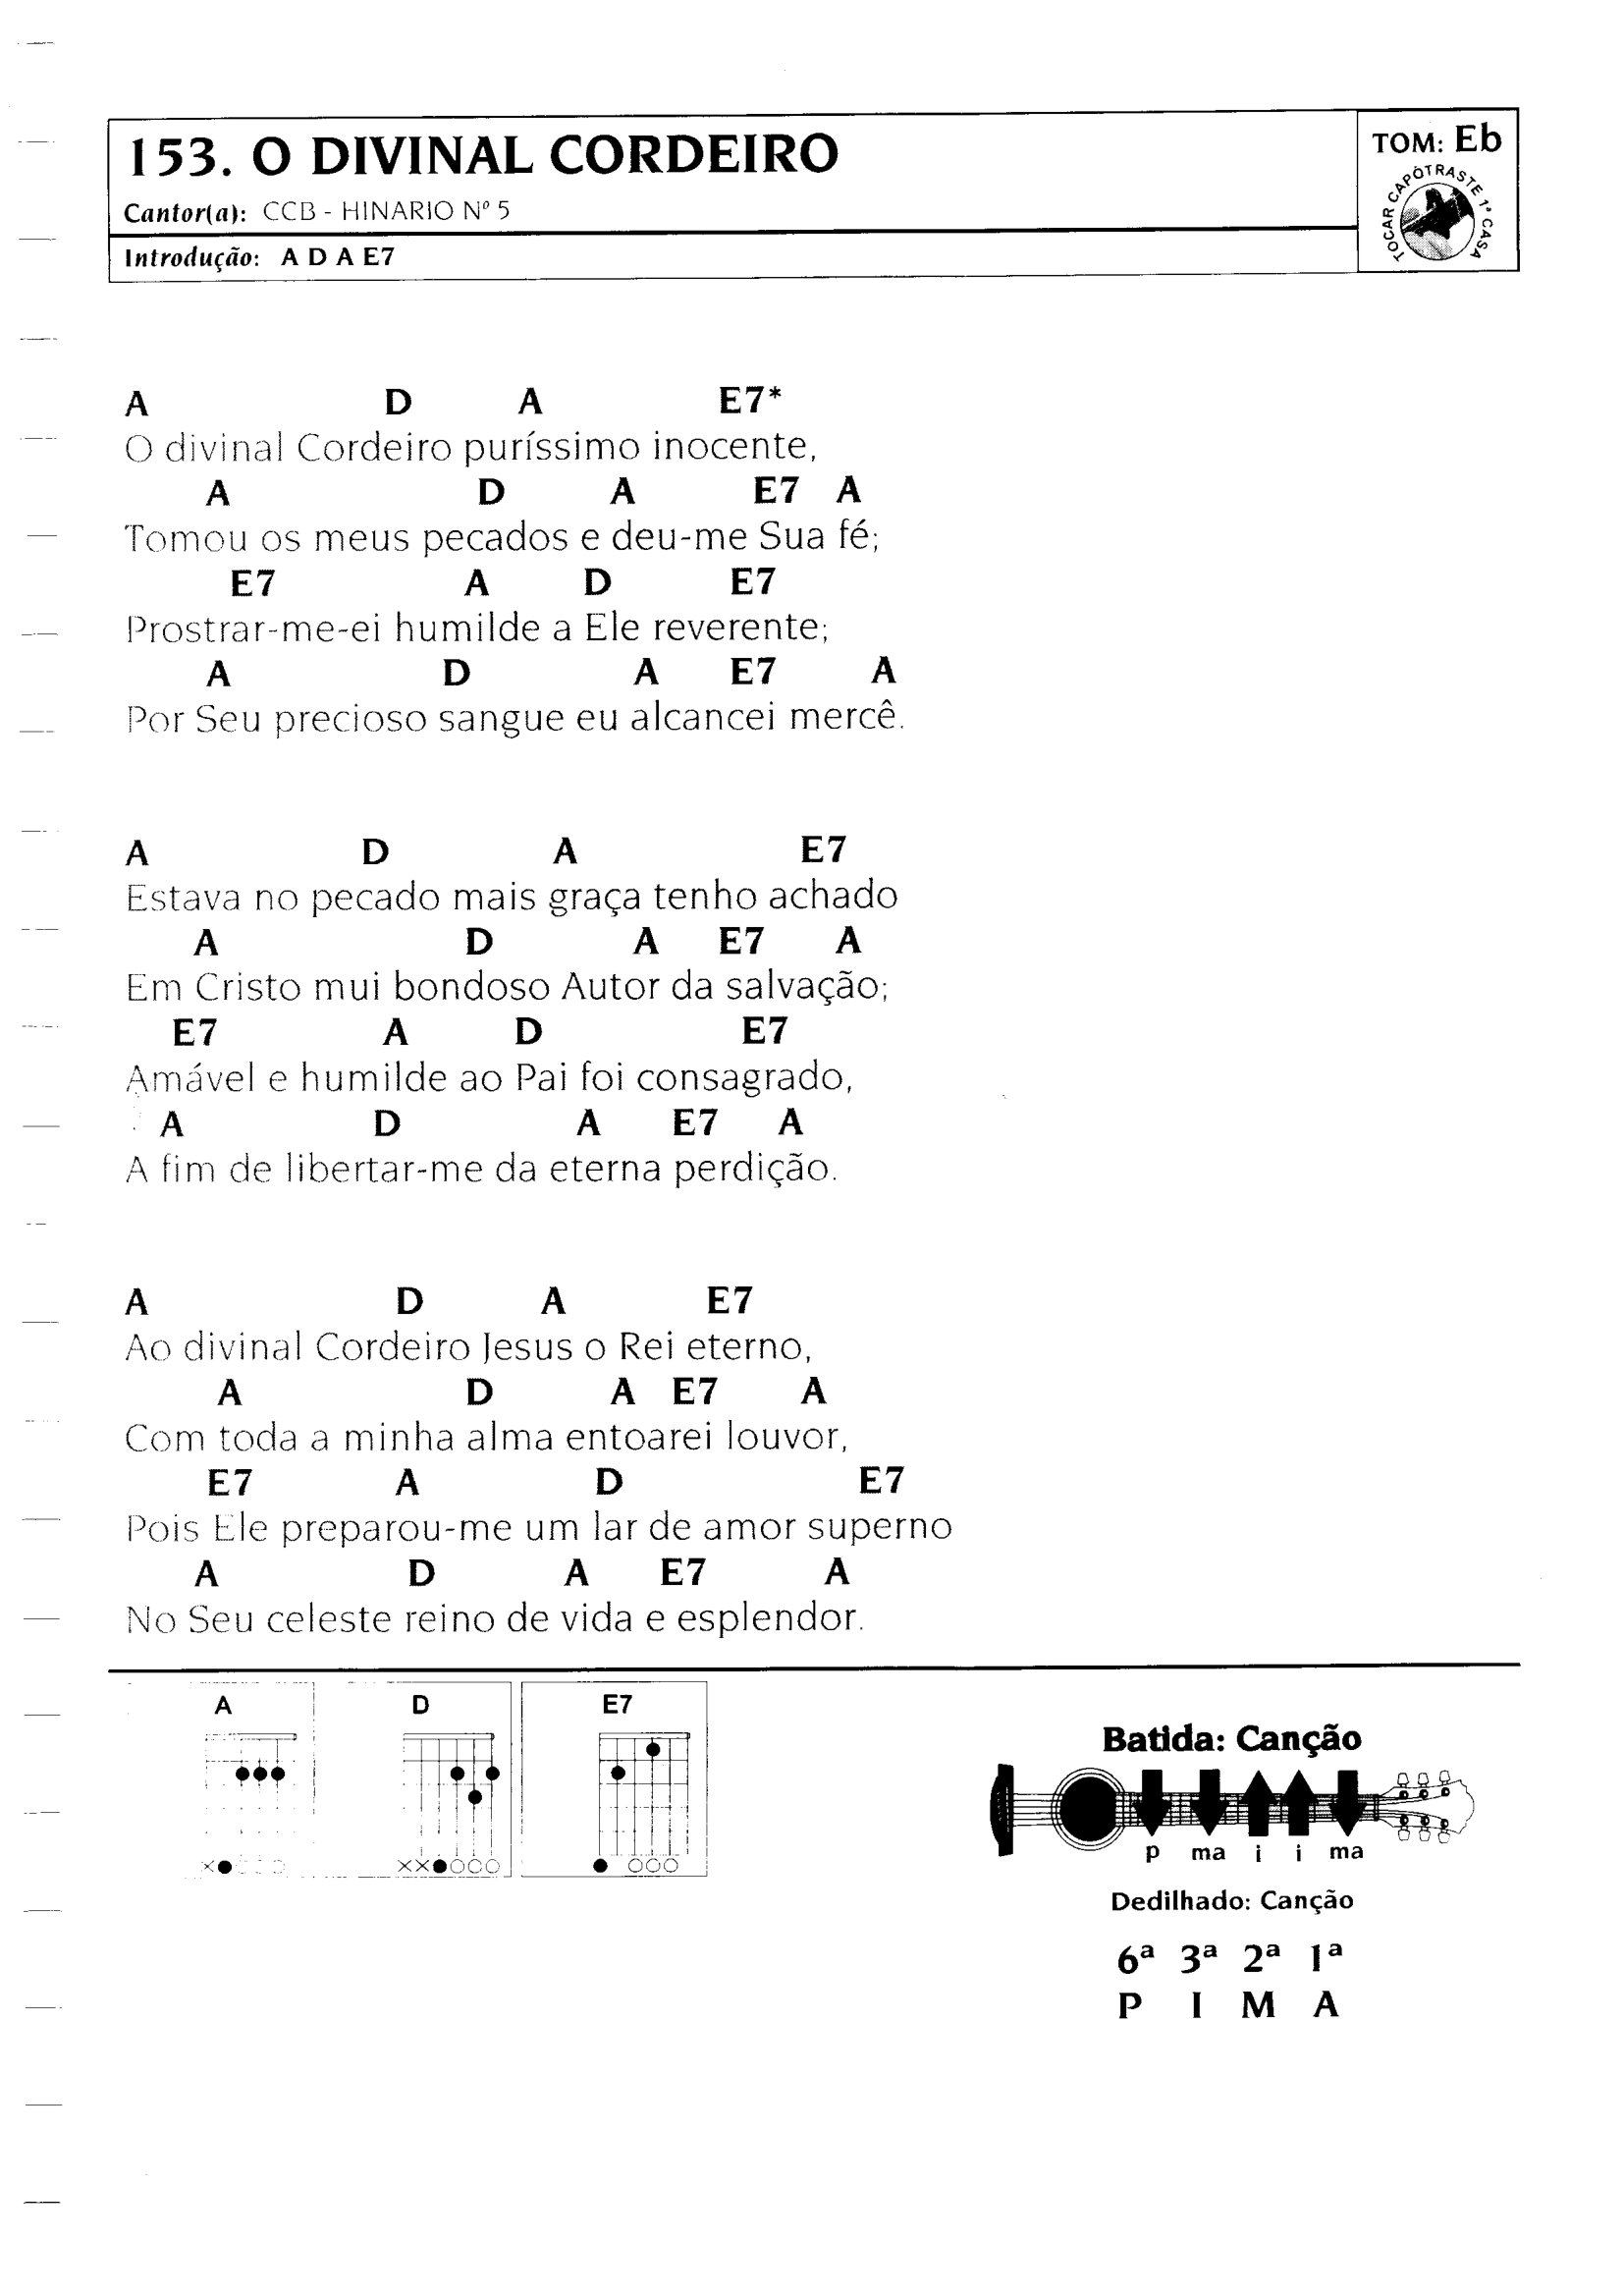 153. O DIVINAL CORDEIRO
TOM: Eb
Cantor(a): CCB - HINARIO Nº 5
TOCAR CAPÓTRASTE 1ª CASA
Introdução: A D A E7
A D A E7*
O divinal Cordeiro puríssimo inocente,
A D A E7 A
Tomou os meus pecados e deu-me Sua fé;
E7 A D E7
Prostrar-me-ei humilde a Ele reverente;
A D A E7 A
Por Seu precioso sangue eu alcancei mercê.
A D A E7
Estava no pecado mais graça tenho achado
A D A E7 A
Em Cristo mui bondoso Autor da salvação;
E7 A D E7
Amável e humilde ao Pai foi consagrado,
A D A E7 A
A fim de libertar-me da eterna perdição.
A D A E7
Ao divinal Cordeiro Jesus o Rei eterno,
A D A E7 A
Com toda a minha alma entoarei louvor,
E7 A D E7
Pois Ele preparou-me um lar de amor superno
A D A E7 A
No Seu celeste reino de vida e esplendor.
A D E7
Batida: Canção
p ma i i ma
Dedilhado: Canção
6ª 3ª 2ª 1ª
P I M A